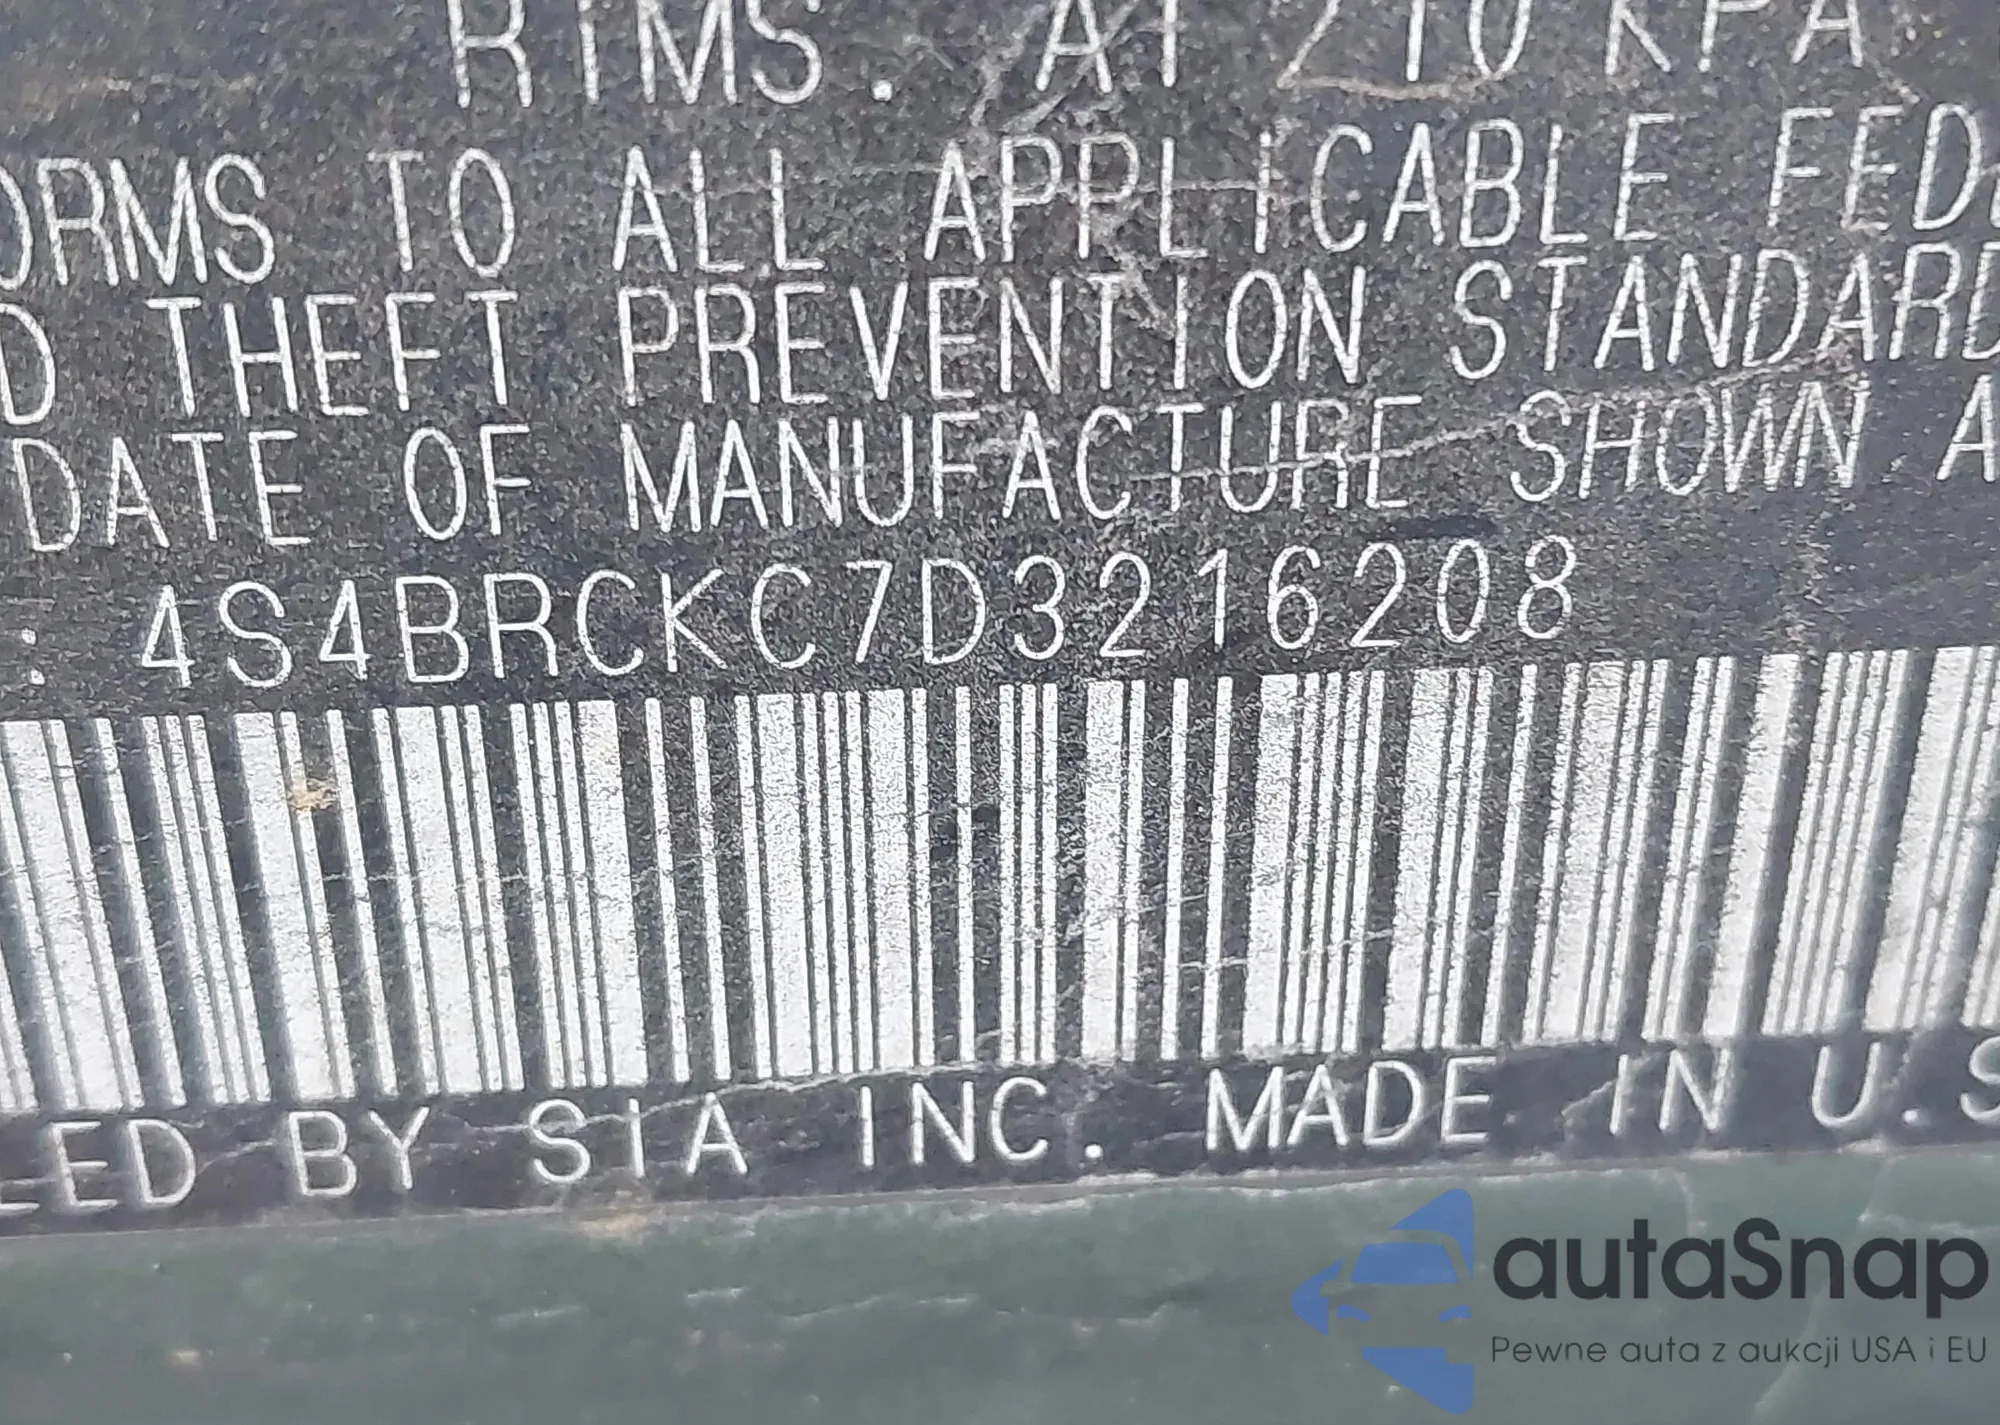 RIMS. AT 210 KPA
ORMS TO ALL APPLICABLE FED
D THEFT PREVENTION STANDARD
DATE OF MANUFACTURE SHOWN A
: 4S4BRCKC7D3216208
LED BY SIA INC. MADE IN U.S
autaSnap
Pewne auta z aukcji USA i EU